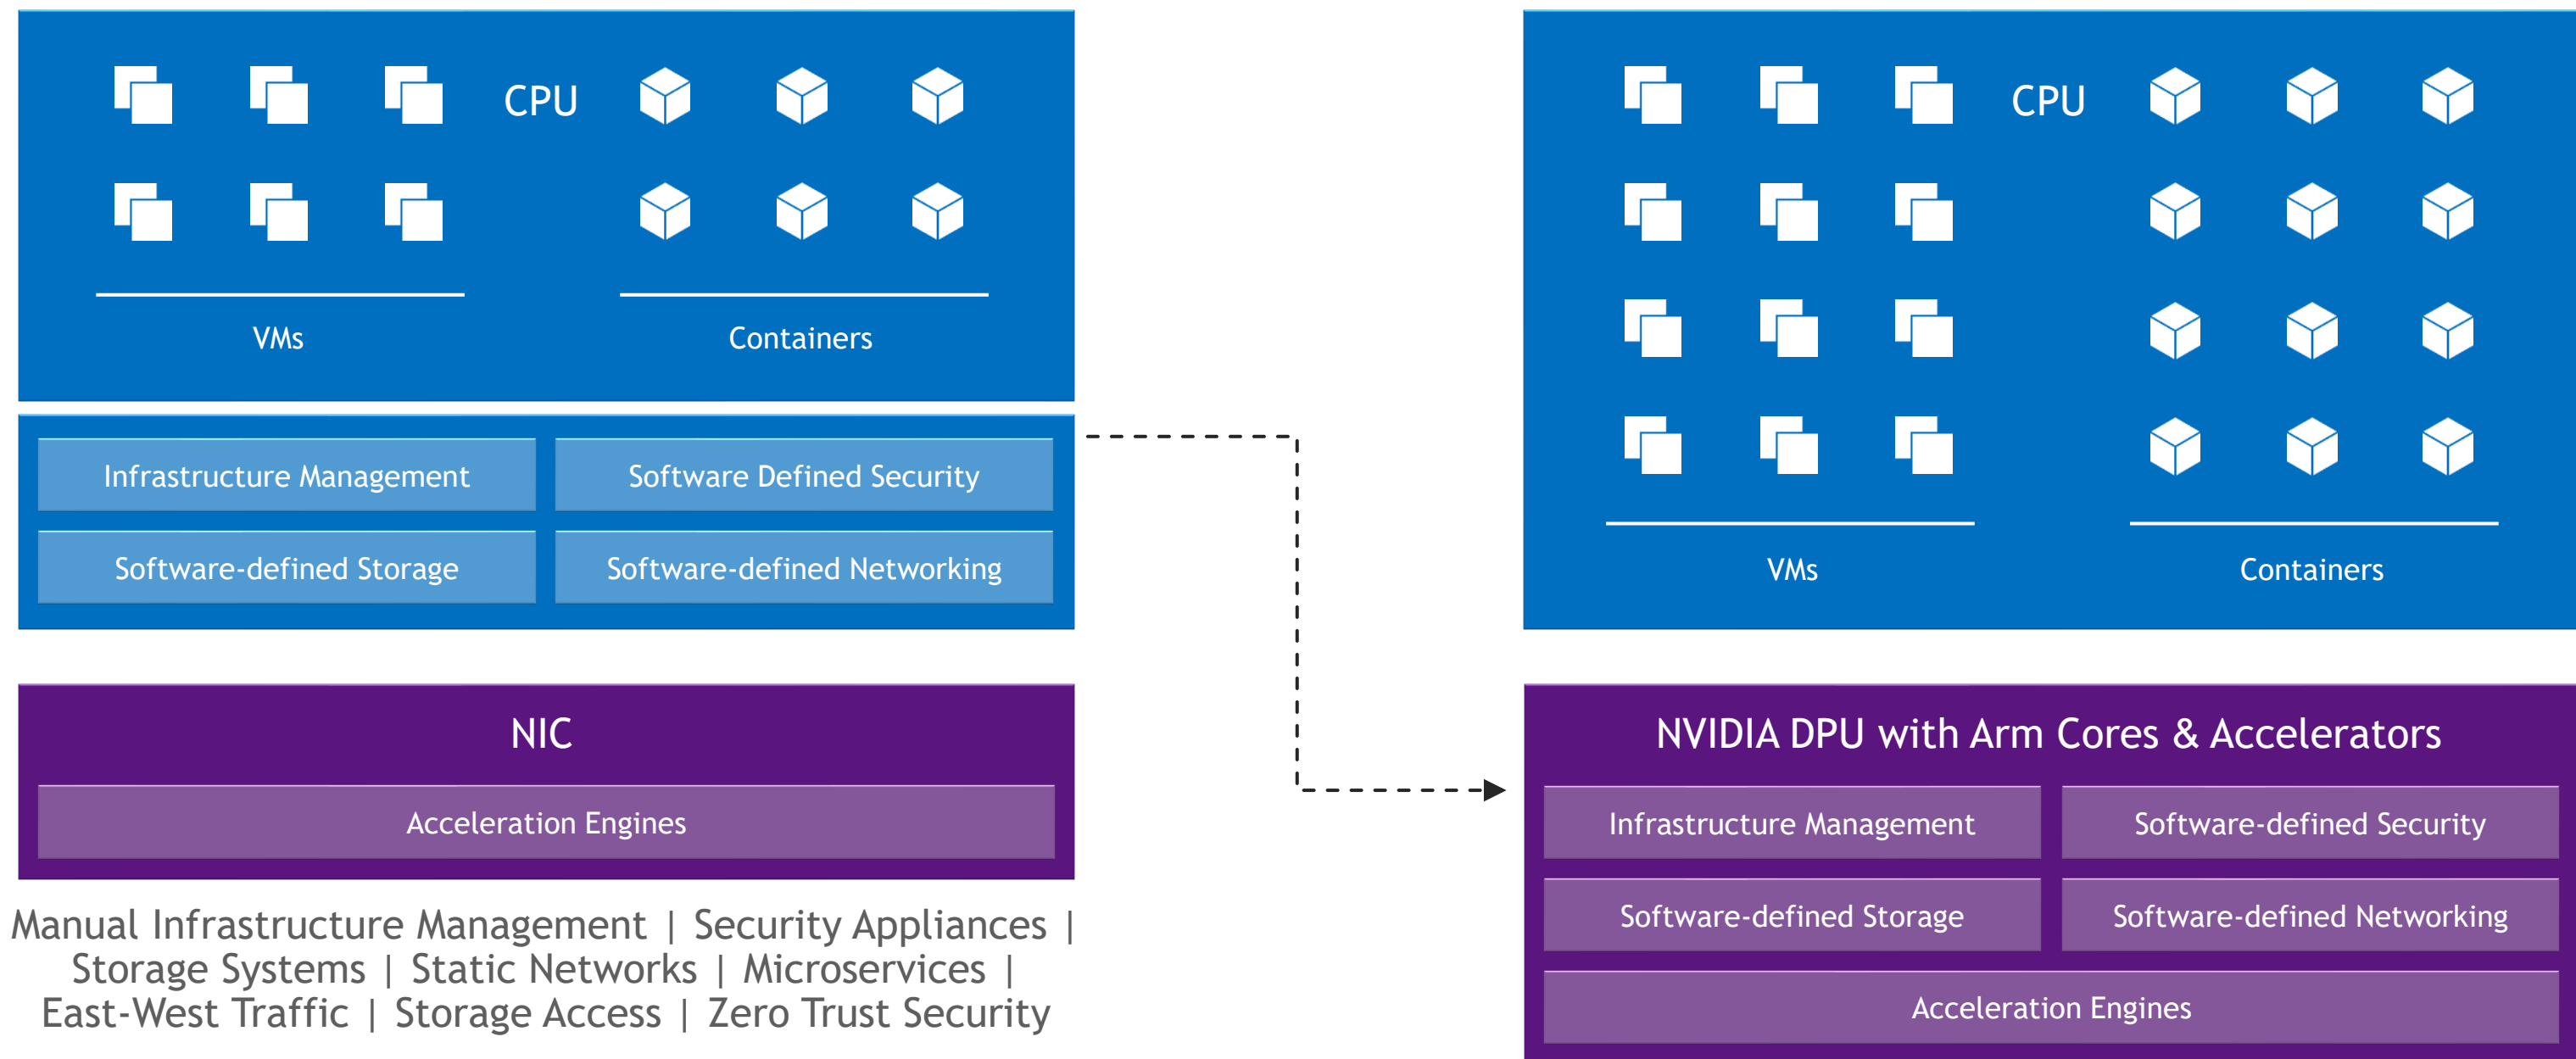 CPU
VMs
Containers
Infrastructure Management
Software Defined Security
Software-defined Storage
Software-defined Networking
NIC
Acceleration Engines
Manual Infrastructure Management | Security Appliances |
Storage Systems | Static Networks | Microservices |
East-West Traffic | Storage Access | Zero Trust Security
CPU
VMs
Containers
NVIDIA DPU with Arm Cores & Accelerators
Infrastructure Management
Software-defined Security
Software-defined Storage
Software-defined Networking
Acceleration Engines